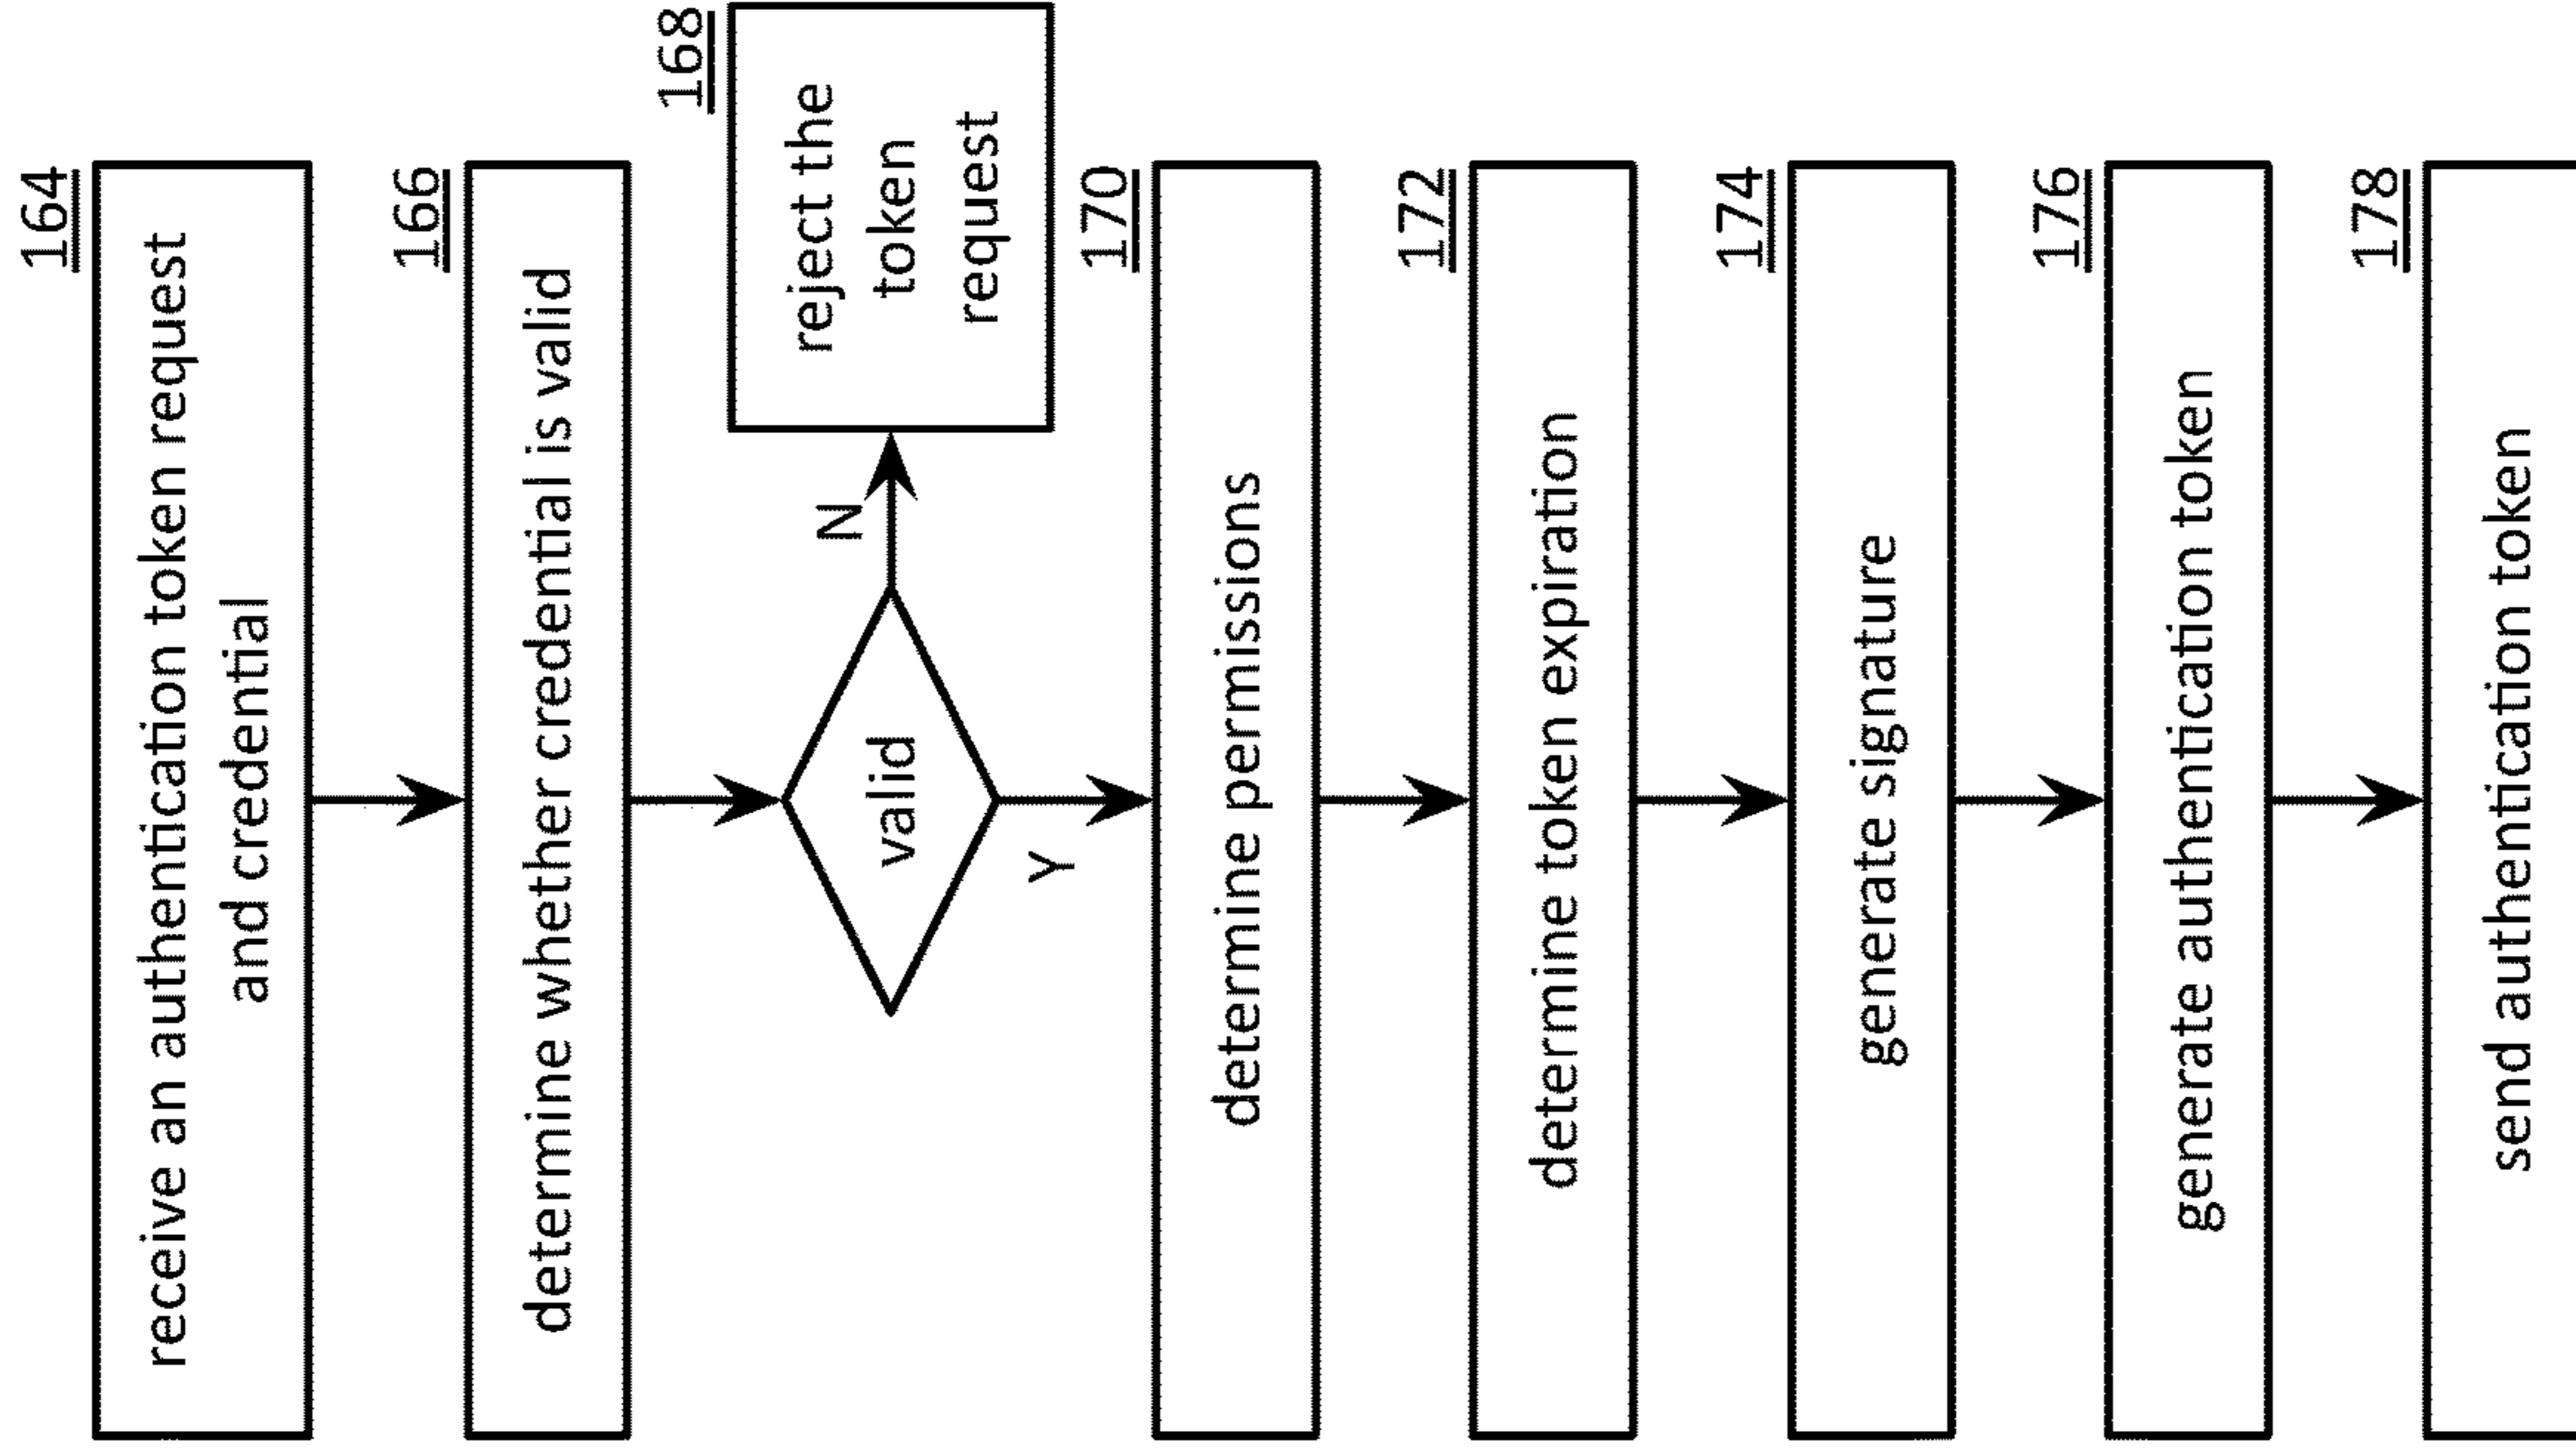 164
receive an authentication token request
and credential
166
determine whether credential is valid
valid
N
168
reject the
token
request
Y
170
determine permissions
172
determine token expiration
174
generate signature
176
generate authentication token
178
send authentication token